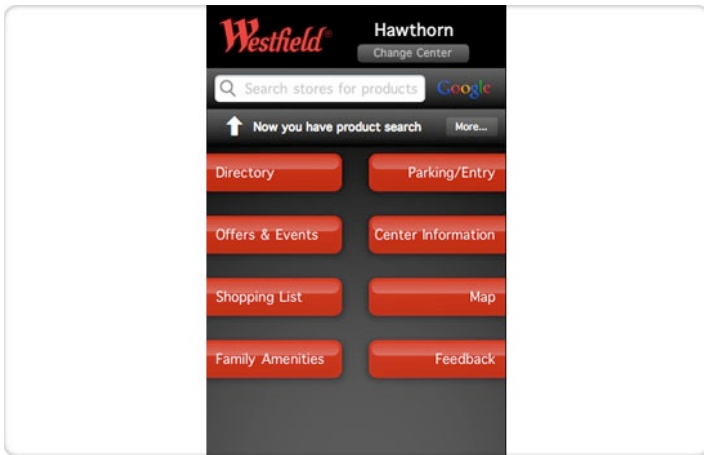 Westfield®
Hawthorn
Change Center
Search stores for products
Google
Now you have product search
More...
Directory
Parking/Entry
Offers & Events
Center Information
Shopping List
Map
Family Amenities
Feedback